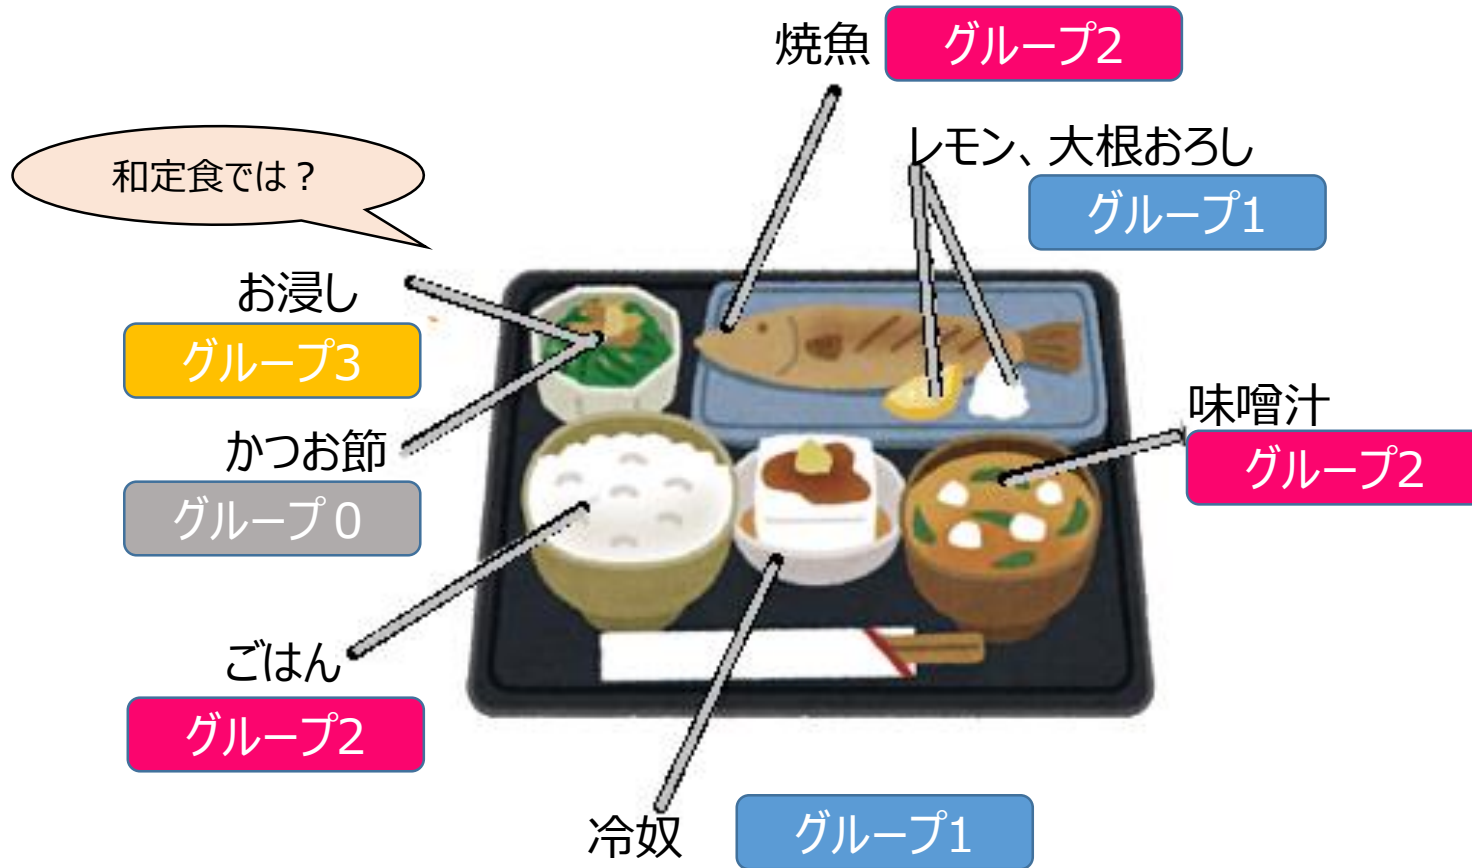 焼魚
グループ2
レモン、大根おろし
グループ1
和定食では？
お浸し
グループ3
かつお節
グループ０
味噌汁
グループ2
ごはん
グループ2
冷奴
グループ1